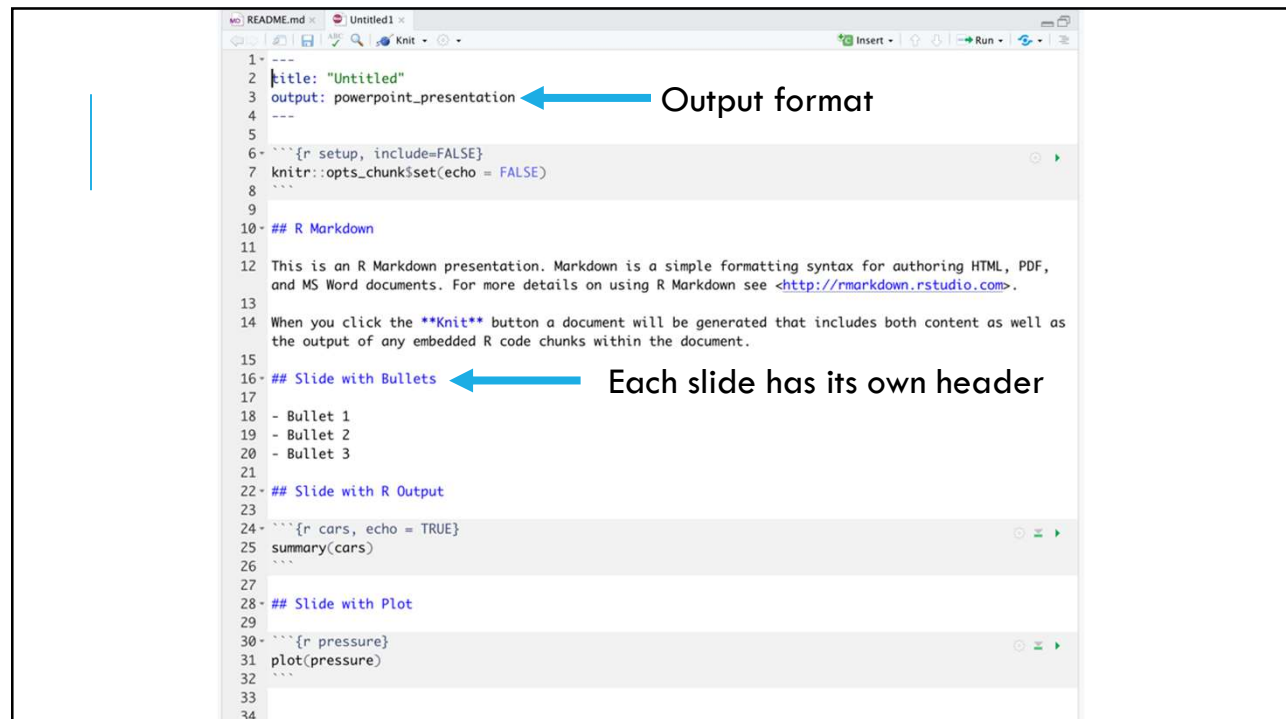 README.md × Untitled1 ×
ABC Knit Insert Run
1 ---
2 title: "Untitled"
3 output: powerpoint_presentation Output format
4 ---
5
6 ```{r setup, include=FALSE}
7 knitr::opts_chunk$set(echo = FALSE)
8 ```
9
10 ## R Markdown
11
12 This is an R Markdown presentation. Markdown is a simple formatting syntax for authoring HTML, PDF,
and MS Word documents. For more details on using R Markdown see <http://rmarkdown.rstudio.com>.
13
14 When you click the **Knit** button a document will be generated that includes both content as well as
the output of any embedded R code chunks within the document.
15
16 ## Slide with Bullets Each slide has its own header
17
18 - Bullet 1
19 - Bullet 2
20 - Bullet 3
21
22 ## Slide with R Output
23
24 ```{r cars, echo = TRUE}
25 summary(cars)
26 ```
27
28 ## Slide with Plot
29
30 ```{r pressure}
31 plot(pressure)
32 ```
33
34